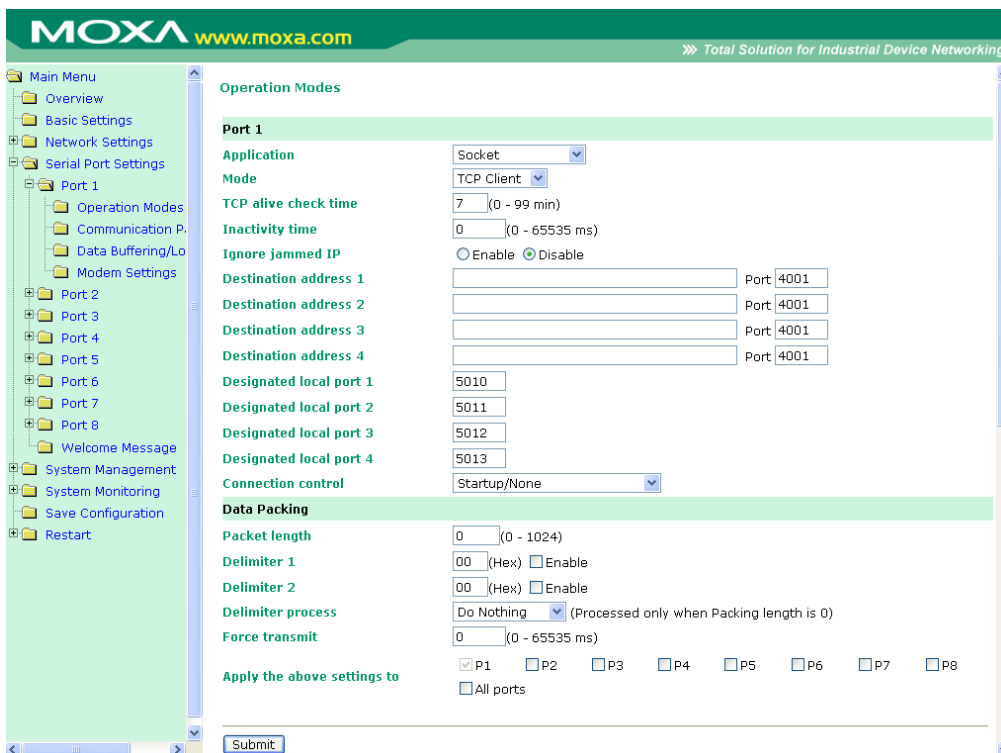 MOXA www.moxa.com
Total Solution for Industrial Device Networking
Main Menu
Overview
Basic Settings
Network Settings
Serial Port Settings
Port 1
Operation Modes
Communication P
Data Buffering/Lo
Modem Settings
Port 2
Port 3
Port 4
Port 5
Port 6
Port 7
Port 8
Welcome Message
System Management
System Monitoring
Save Configuration
Restart
Operation Modes
Port 1
Application Socket
Mode TCP Client
TCP alive check time 7 (0 - 99 min)
Inactivity time 0 (0 - 65535 ms)
Ignore jammed IP Enable Disable
Destination address 1 Port 4001
Destination address 2 Port 4001
Destination address 3 Port 4001
Destination address 4 Port 4001
Designated local port 1 5010
Designated local port 2 5011
Designated local port 3 5012
Designated local port 4 5013
Connection control Startup/None
Data Packing
Packet length 0 (0 - 1024)
Delimiter 1 00 (Hex) Enable
Delimiter 2 00 (Hex) Enable
Delimiter process Do Nothing (Processed only when Packing length is 0)
Force transmit 0 (0 - 65535 ms)
Apply the above settings to P1 P2 P3 P4 P5 P6 P7 P8
All ports
Submit